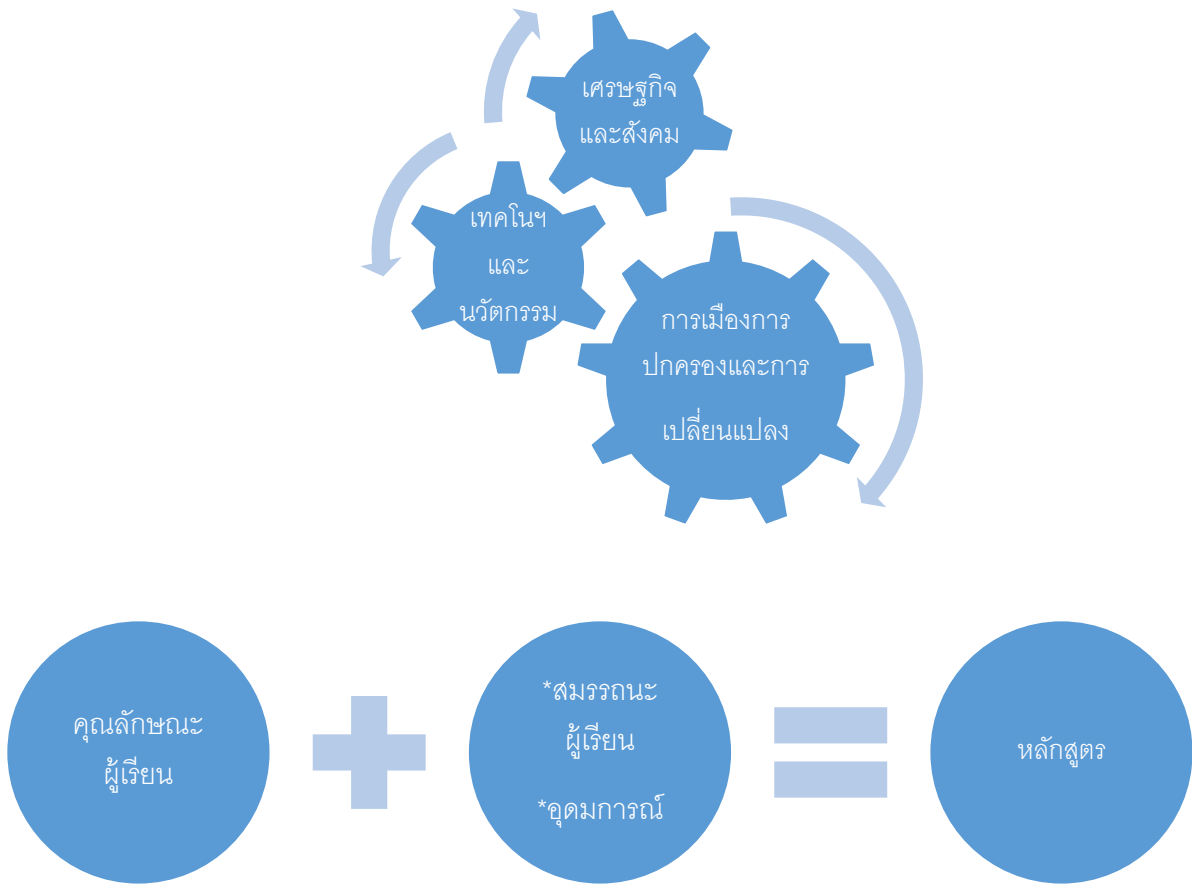 เศรษฐกิจ
และสังคม
เทคโนฯ
และ
นวัตกรรม
การเมืองการ
ปกครองและการ
เปลี่ยนแปลง
คุณลักษณะ
ผู้เรียน
*สมรรถนะ
ผู้เรียน
*อุดมการณ์
หลักสูตร